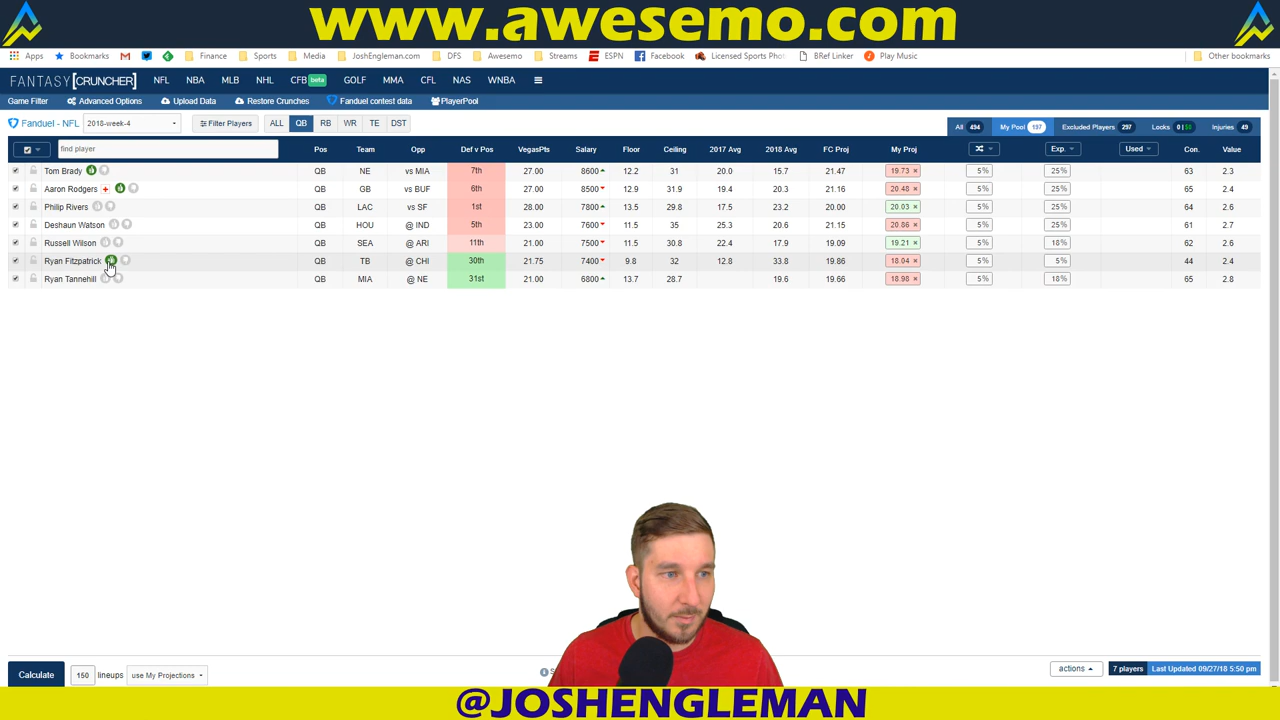 www.awesemo.com
Apps Bookmarks Finance Sports Media JoshEngleman.com DFS Awesemo Streams ESPN Facebook Licensed Sports Phot BRef Linker Play Music Other bookmarks
FANTASY [CRUNCHER] NFL NBA MLB NHL CFB beta GOLF MMA CFL NAS WNBA
Game Filter Advanced Options Upload Data Restore Crunches Fanduel contest data PlayerPool
Fanduel - NFL 2018-week-4 Filter Players ALL QB RB WR TE DST All 494 My Pool 197 Excluded Players 297 Locks Injuries 49
find player Pos Team Opp Def v Pos VegasPts Salary Floor Ceiling 2017 Avg 2018 Avg FC Proj My Proj Exp. Used Con. Value
Tom Brady QB NE vs MIA 7th 27.00 8600 12.7 31 20.0 15.7 21.47 19.73 × 5% 25% 63 2.3
Aaron Rodgers QB GB vs BUF 6th 27.00 8500 12.9 31.9 19.4 20.3 21.16 20.48 × 5% 25% 65 2.4
Philip Rivers QB LAC vs SF 1st 28.00 7800 13.5 29.8 17.5 23.2 20.00 20.03 × 5% 25% 64 2.6
Deshaun Watson QB HOU @ IND 5th 23.00 7600 11.5 35 25.3 20.6 21.15 20.86 × 5% 25% 61 2.7
Russell Wilson QB SEA @ ARI 11th 21.00 7500 11.5 30.8 22.4 17.9 19.09 19.21 × 5% 18% 62 2.6
Ryan Fitzpatrick QB TB @ CHI 30th 21.75 7400 9.8 32 12.8 33.8 19.86 18.04 × 5% 5% 44 2.4
Ryan Tannehill QB MIA @ NE 31st 21.00 6800 13.7 28.7 19.6 19.66 18.98 × 5% 18% 65 2.8
Calculate 150 lineups use My Projections actions 7 players Last Updated 09/27/18 5:50 pm
@JOSHENGLEMAN